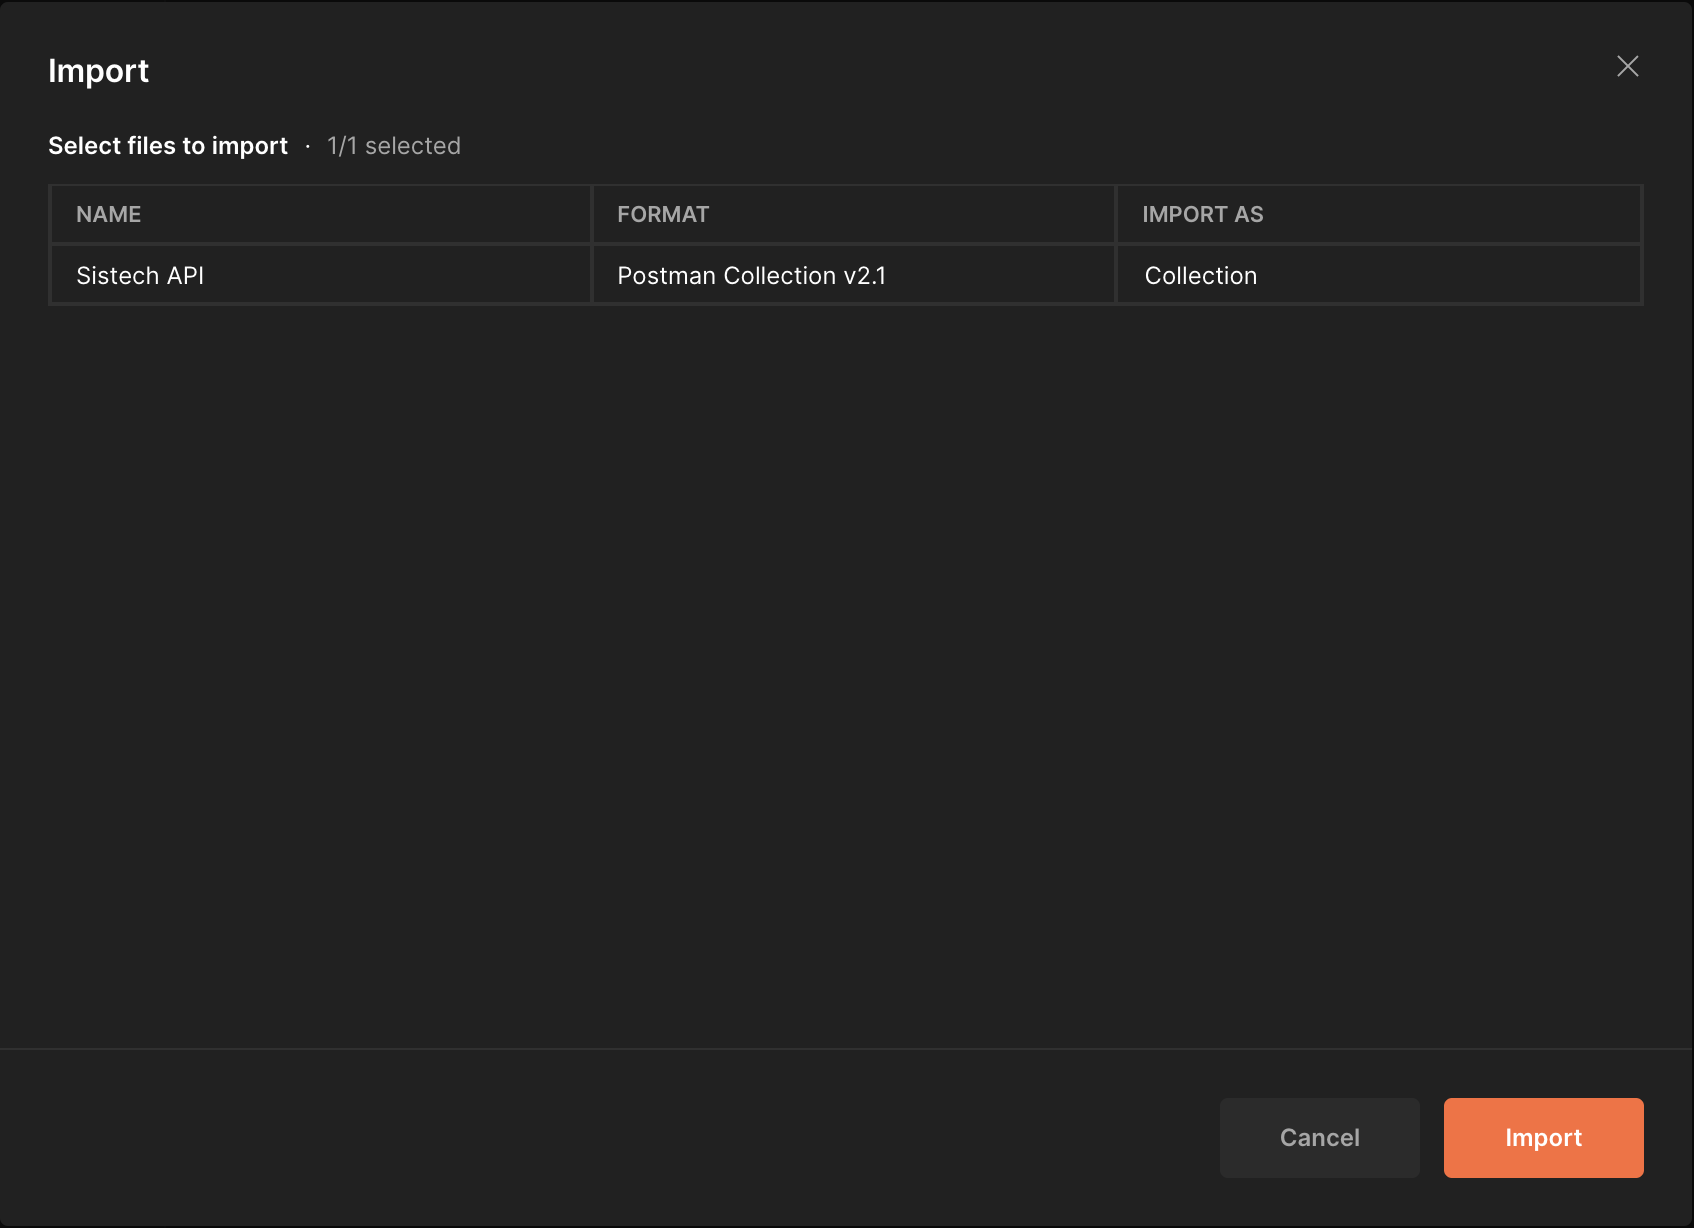 Import
Select files to import · 1/1 selected
NAME FORMAT IMPORT AS
Sistech API Postman Collection v2.1 Collection
Cancel Import